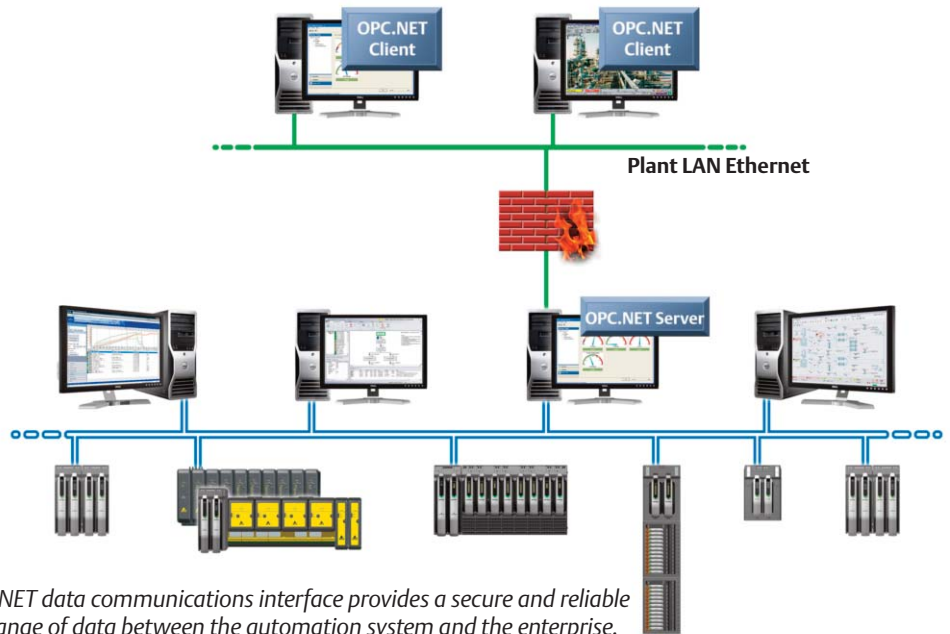 OPC.NET
Client
OPC.NET
Client
Plant LAN Ethernet
OPC.NET Server
NET data communications interface provides a secure and reliable
ange of data between the automation system and the enterprise.